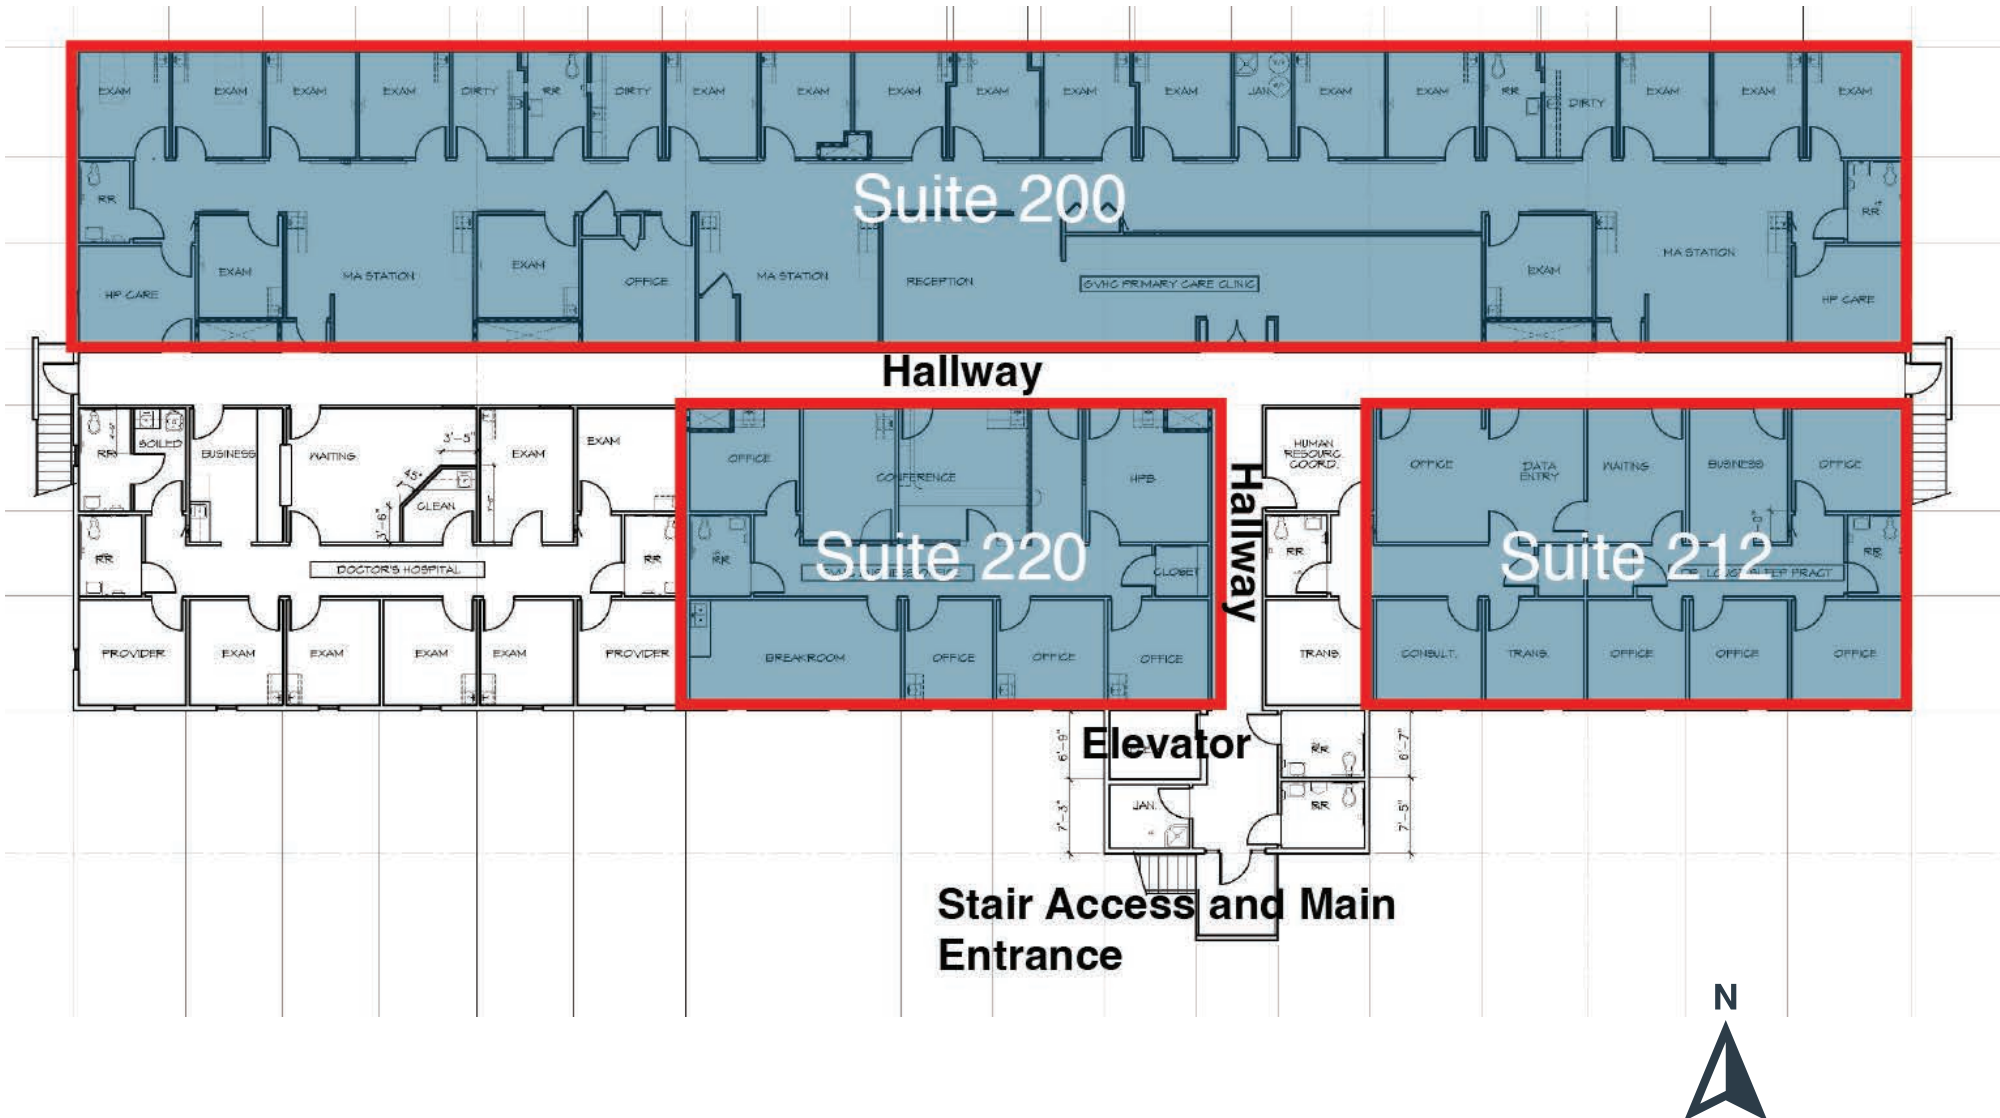 EXAM EXAM EXAM EXAM DIRTY RR DIRTY EXAM EXAM EXAM EXAM EXAM EXAM JAN. EXAM EXAM RR DIRTY EXAM EXAM EXAM
RR
Suite 200
RR
EXAM
MA STATION
EXAM
OFFICE
MA STATION
RECEPTION
GVHC PRIMARY CARE CLINIC
EXAM
MA STATION
HP CARE
HP CARE
Hallway
RR
SOILED
BUSINESS
WAITING
3'-5"
45°
CLEAN
3'-6"
EXAM
EXAM
OFFICE
CONFERENCE
HPS
Hallway
HUMAN
RESOURC.
COORD.
OFFICE
DATA
ENTRY
WAITING
BUSINESS
OFFICE
RR
DOCTOR'S HOSPITAL
RR
RR
Suite 220
CLOSET
RR
Suite 212
SLEEP PRACT
RR
PROVIDER EXAM EXAM EXAM EXAM PROVIDER
BREAKROOM OFFICE OFFICE OFFICE
TRANS.
CONSULT. TRANS. OFFICE OFFICE OFFICE
6'-9"
Elevator
RR
6'-7"
7'-3"
JAN.
RR
7'-5"
Stair Access and Main
Entrance
N